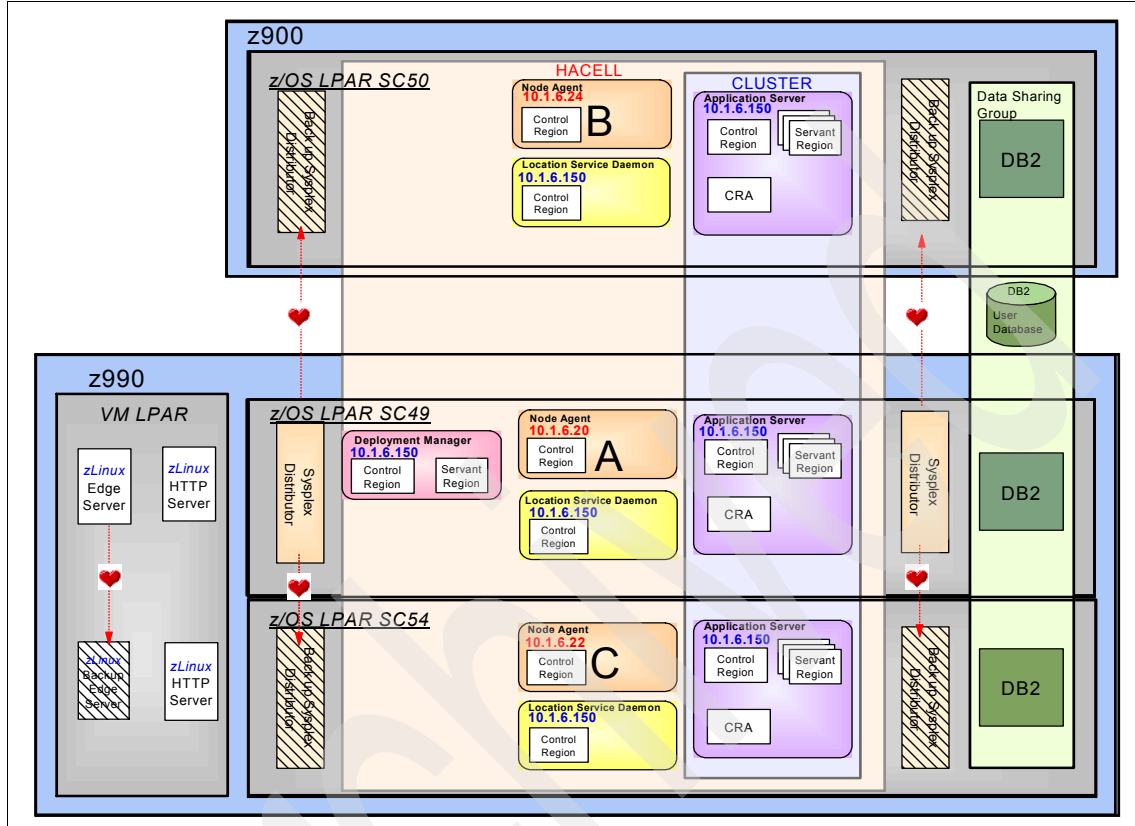 z900
z/OS LPAR SC50
Back up Sysplex
Distributor
HACELL
Node Agent
10.1.6.24
Control
Region
B
Location Service Daemon
10.1.6.150
Control
Region
CLUSTER
Application Server
10.1.6.150
Control
Region
Servant
Region
CRA
Back up Sysplex
Distributor
Data Sharing
Group
DB2
DB2
User
Database
z990
VM LPAR
zLinux
Edge
Server
zLinux
HTTP
Server
zLinux
Backup
Edge
Server
zLinux
HTTP
Server
z/OS LPAR SC49
Sysplex
Distributor
Deployment Manager
10.1.6.150
Control
Region
Servant
Region
Node Agent
10.1.6.20
Control
Region
A
Location Service Daemon
10.1.6.150
Control
Region
Application Server
10.1.6.150
Control
Region
Servant
Region
CRA
Sysplex
Distributor
DB2
z/OS LPAR SC54
Back up Sysplex
Distributor
Node Agent
10.1.6.22
Control
Region
C
Location Service Daemon
10.1.6.150
Control
Region
Application Server
10.1.6.150
Control
Region
Servant
Region
CRA
Back up Sysplex
Distributor
DB2